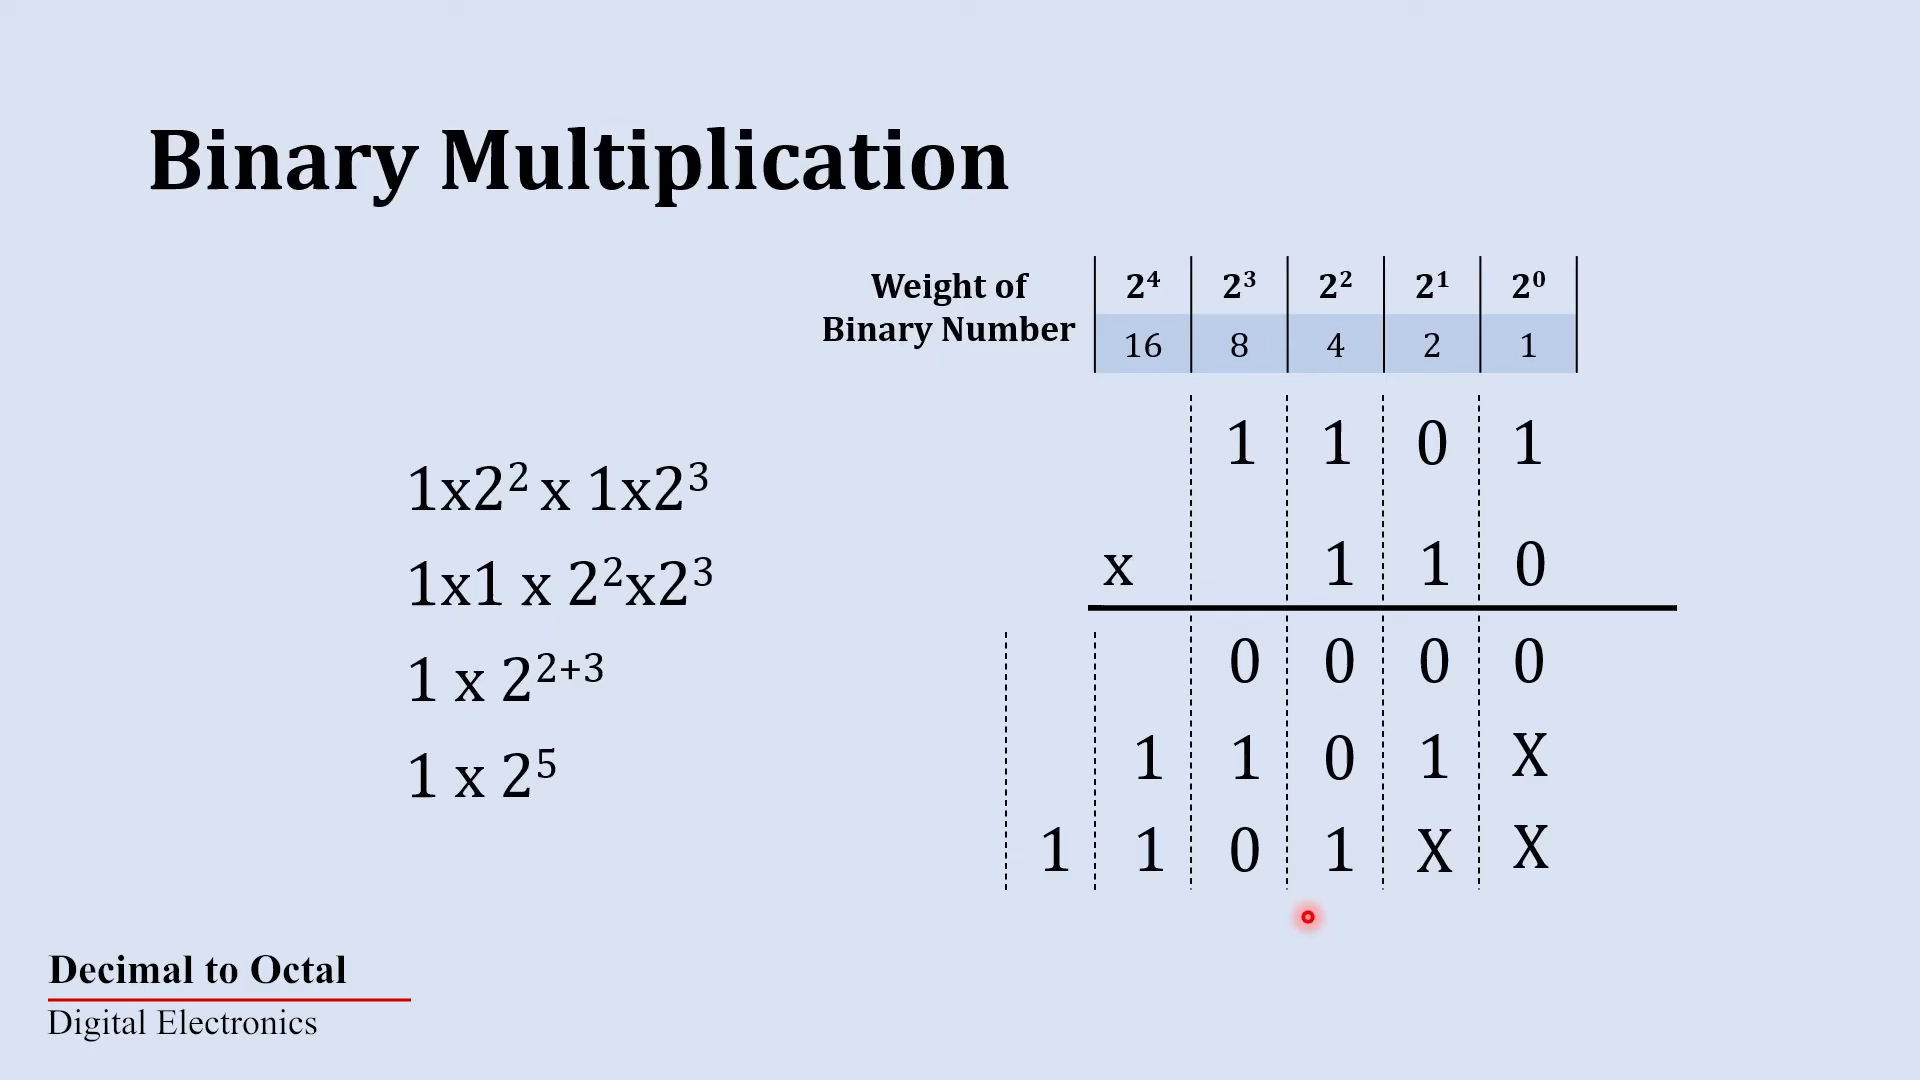 Binary Multiplication
Weight of
Binary Number
2⁴ 2³ 2² 2¹ 2⁰
16 8 4 2 1
1 1 0 1
x 1 1 0
0 0 0 0
1 1 0 1 X
1 1 0 1 X X
1x2² x 1x2³
1x1 x 2²x2³
1 x 2²⁺³
1 x 2⁵
Decimal to Octal
Digital Electronics